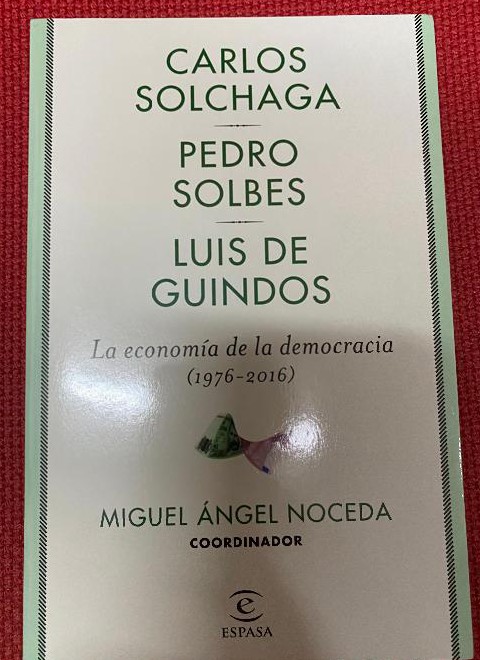 CARLOS
SOLCHAGA
PEDRO
SOLBES
LUIS DE
GUINDOS
La economía de la democracia
(1976-2016)
MIGUEL ÁNGEL NOCEDA
COORDINADOR
e
ESPASA